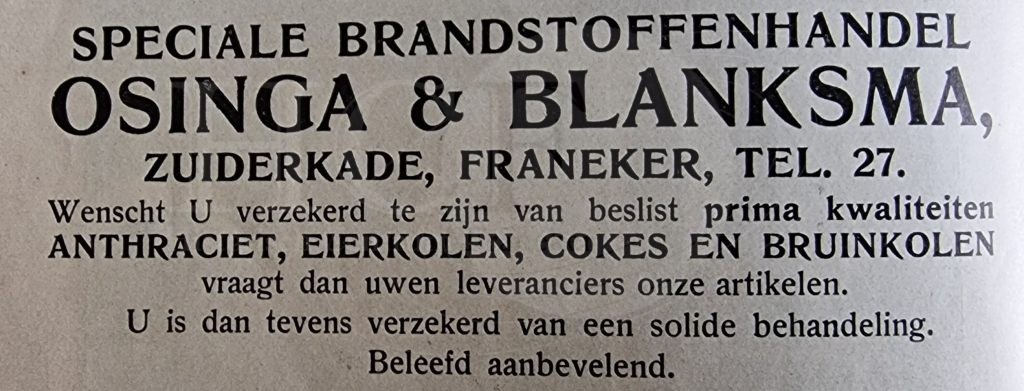 SPECIALE BRANDSTOFFENHANDEL
OSINGA & BLANKSMA,
ZUIDERKADE, FRANEKER, TEL. 27.
Wenscht U verzekerd te zijn van beslist prima kwaliteiten
ANTHRACIET, EIERKOLEN, COKES EN BRUINKOLEN
vraagt dan uwen leveranciers onze artikelen.
U is dan tevens verzekerd van een solide behandeling.
Beleefd aanbevelend.